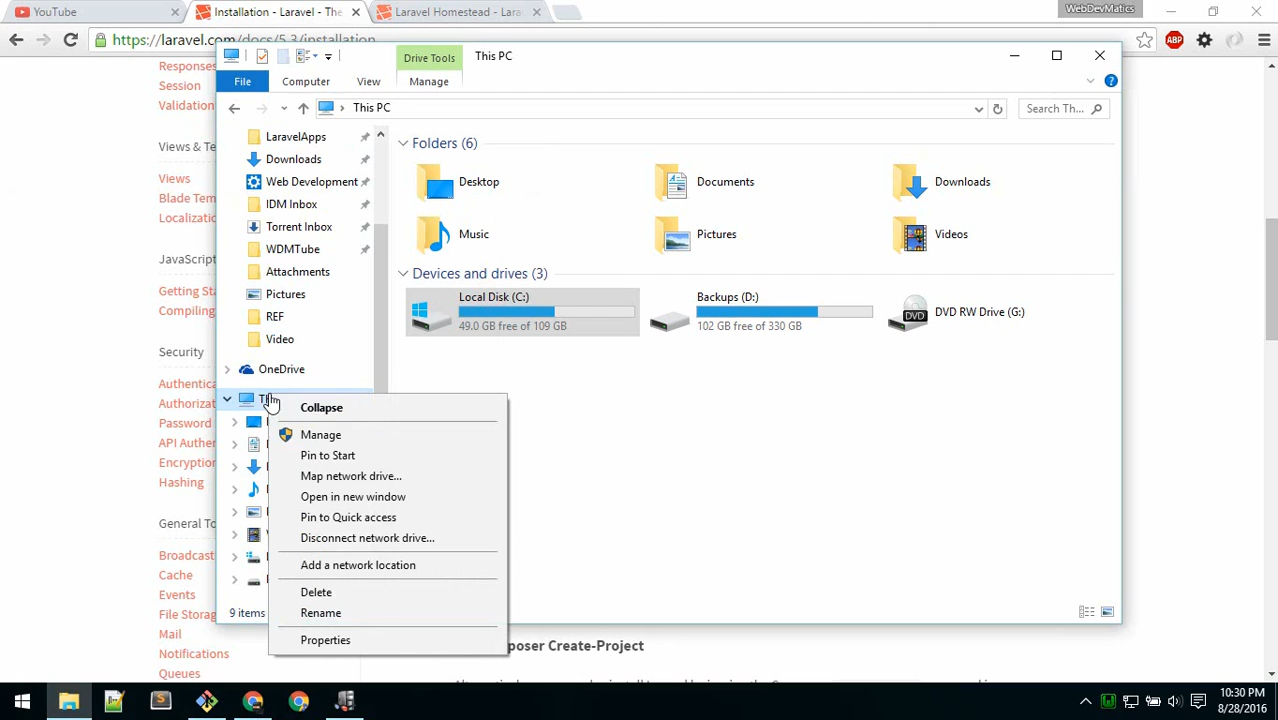 YouTube
Installation - Laravel - The
Laravel Homestead - Lara
WebDevMatics
https://laravel.com/docs/5.3/installation
ABP
Drive Tools
This PC
File
Computer
View
Manage
This PC
Search Th...
Responses
Session
Validation
Views & Te
Views
Blade Tem
Localizatio
JavaScript
Getting Sta
Compiling
Security
Authentica
Authorizat
Password
API Auther
Encryption
Hashing
General To
Broadcast
Cache
File Storag
Mail
Notifications
Queues
LaravelApps
Downloads
Web Development
IDM Inbox
Torrent Inbox
WDMTube
Attachments
Pictures
REF
Video
OneDrive
9 items
Folders (6)
Desktop
Documents
Downloads
Music
Pictures
Videos
Devices and drives (3)
Local Disk (C:)
49.0 GB free of 109 GB
Backups (D:)
102 GB free of 330 GB
DVD
DVD RW Drive (G:)
Collapse
Manage
Pin to Start
Map network drive...
Open in new window
Pin to Quick access
Disconnect network drive...
Add a network location
Delete
Rename
Properties
poser Create-Project
10:30 PM
8/28/2016